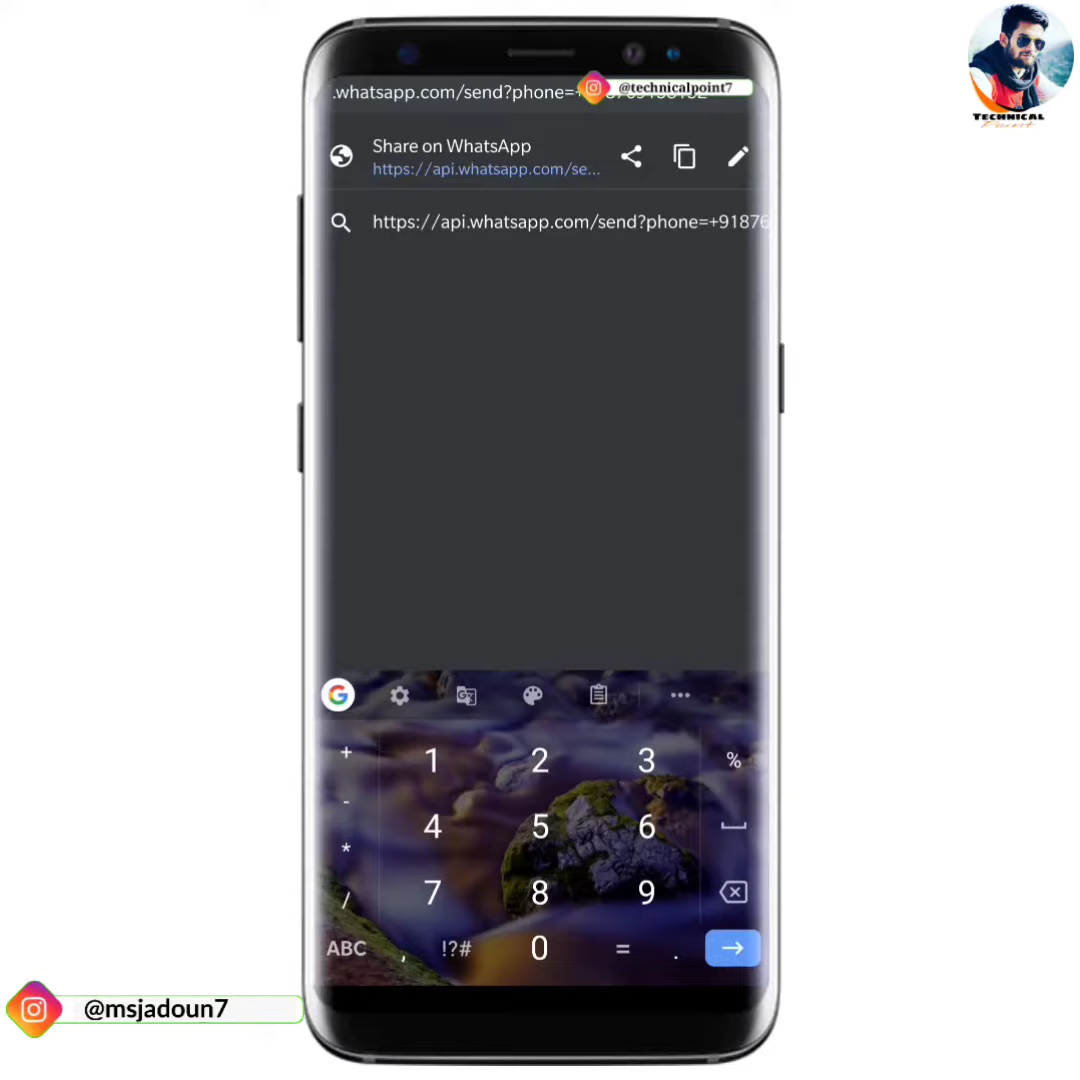 .whatsapp.com/send?phone=+
@technicalpoint7
Share on WhatsApp
https://api.whatsapp.com/se...
https://api.whatsapp.com/send?phone=+91876
TECHNICAL
Point
G
+ 1 2 3 %
- 4 5 6
* 7 8 9
/
ABC , !?# 0 = .
@msjadoun7